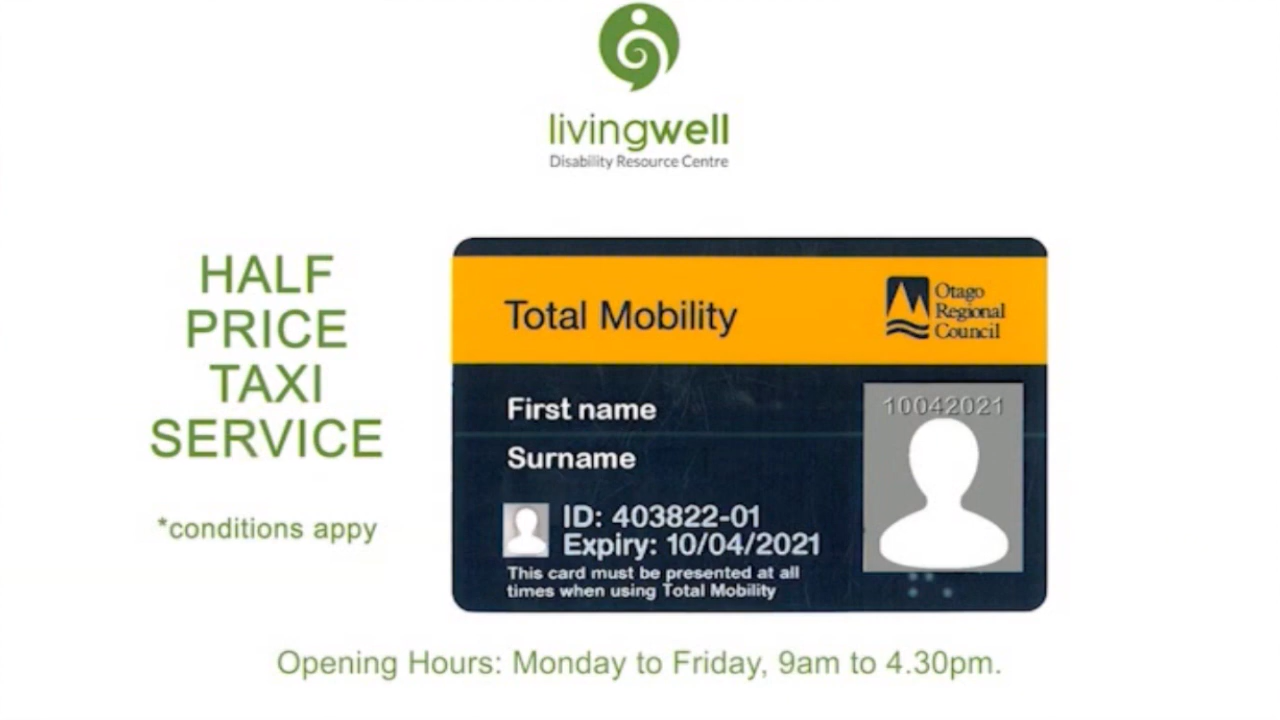 livingwell
Disability Resource Centre
HALF
PRICE
TAXI
SERVICE
*conditions appy
Total Mobility
Otago
Regional
Council
First name
Surname
10042021
ID: 403822-01
Expiry: 10/04/2021
This card must be presented at all
times when using Total Mobility
Opening Hours: Monday to Friday, 9am to 4.30pm.